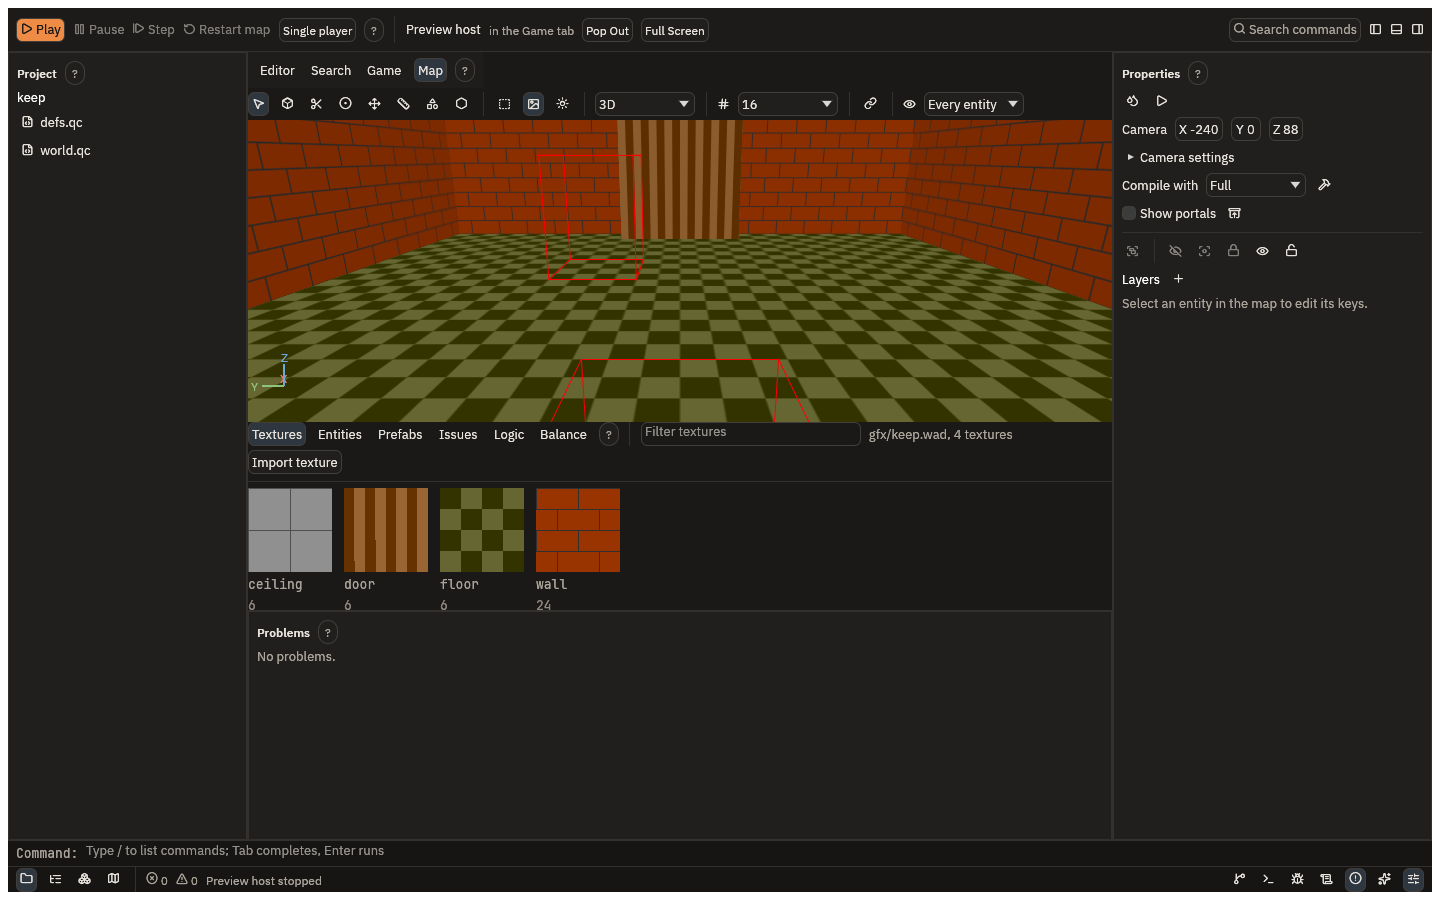 Play Pause Step Restart map Single player ? Preview host in the Game tab Pop Out Full Screen Search commands
Project ?
keep
defs.qc
world.qc
Editor Search Game Map ?
3D 16 Every entity
Z
Y X
Textures Entities Prefabs Issues Logic Balance ? Filter textures gfx/keep.wad, 4 textures
Import texture
ceiling door floor wall
6 6 6 24
Problems ?
No problems.
Properties ?
Camera X -240 Y 0 Z 88
Camera settings
Compile with Full
Show portals
Layers +
Select an entity in the map to edit its keys.
Command: Type / to list commands; Tab completes, Enter runs
0 0 Preview host stopped